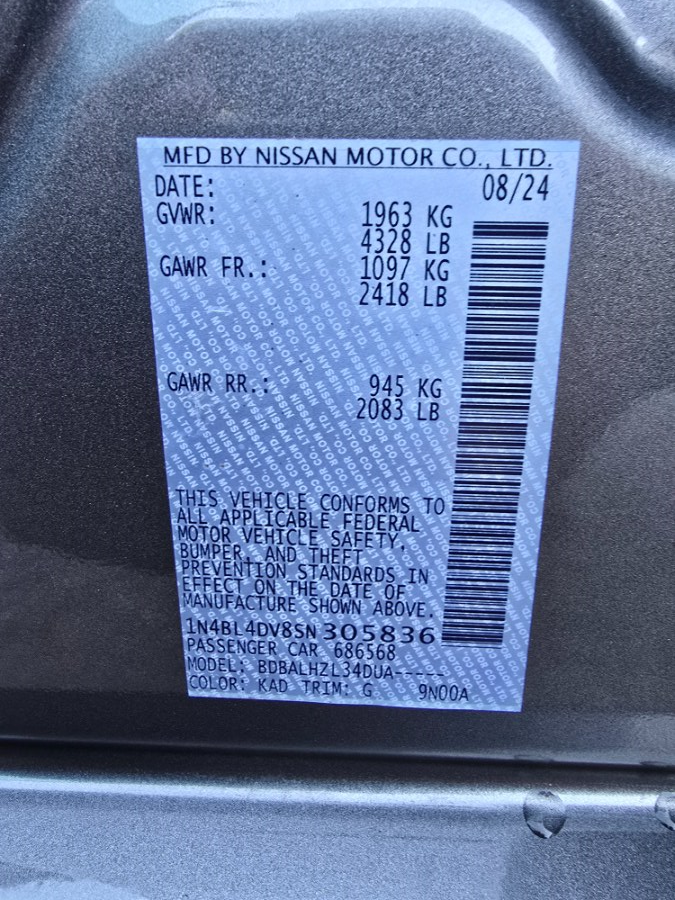 MFD BY NISSAN MOTOR CO., LTD.
DATE: 08/24
GVWR: 1963 KG
4328 LB
GAWR FR.: 1097 KG
2418 LB
GAWR RR.: 945 KG
2083 LB
THIS VEHICLE CONFORMS TO
ALL APPLICABLE FEDERAL
MOTOR VEHICLE SAFETY,
BUMPER, AND THEFT
PREVENTION STANDARDS IN
EFFECT ON THE DATE OF
MANUFACTURE SHOWN ABOVE.
1N4BL4DV8SN305836
PASSENGER CAR 686568
MODEL: BDBALHZL34DUA-----
COLOR: KAD TRIM: G 9N00A